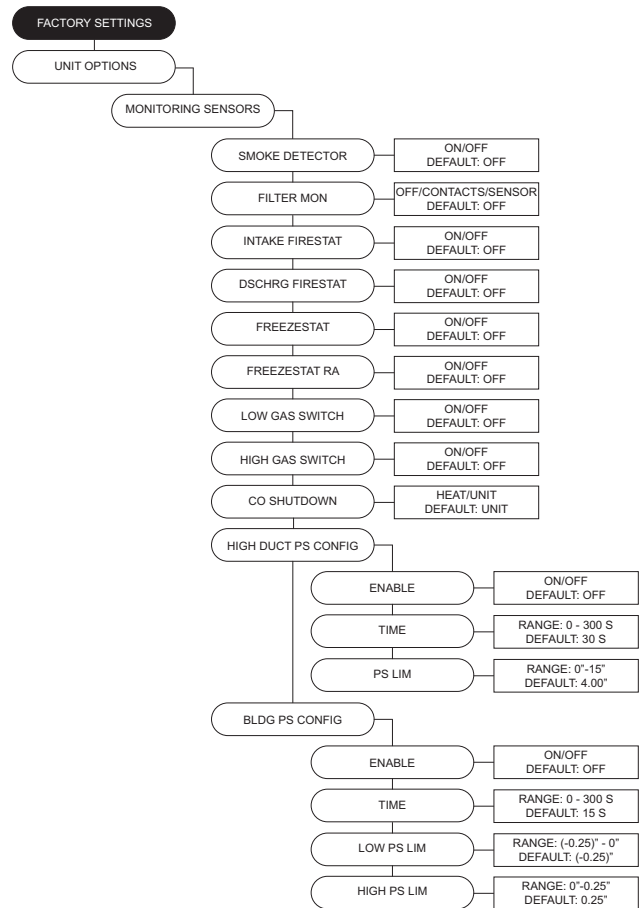 FACTORY SETTINGS
UNIT OPTIONS
MONITORING SENSORS
SMOKE DETECTOR
ON/OFF
DEFAULT: OFF
FILTER MON
OFF/CONTACTS/SENSOR
DEFAULT: OFF
INTAKE FIRESTAT
ON/OFF
DEFAULT: OFF
DSCHRG FIRESTAT
ON/OFF
DEFAULT: OFF
FREEZESTAT
ON/OFF
DEFAULT: OFF
FREEZESTAT RA
ON/OFF
DEFAULT: OFF
LOW GAS SWITCH
ON/OFF
DEFAULT: OFF
HIGH GAS SWITCH
ON/OFF
DEFAULT: OFF
CO SHUTDOWN
HEAT/UNIT
DEFAULT: UNIT
HIGH DUCT PS CONFIG
ENABLE
ON/OFF
DEFAULT: OFF
TIME
RANGE: 0 - 300 S
DEFAULT: 30 S
PS LIM
RANGE: 0”-15”
DEFAULT: 4.00”
BLDG PS CONFIG
ENABLE
ON/OFF
DEFAULT: OFF
TIME
RANGE: 0 - 300 S
DEFAULT: 15 S
LOW PS LIM
RANGE: (-0.25)” - 0”
DEFAULT: (-0.25)”
HIGH PS LIM
RANGE: 0”-0.25”
DEFAULT: 0.25”